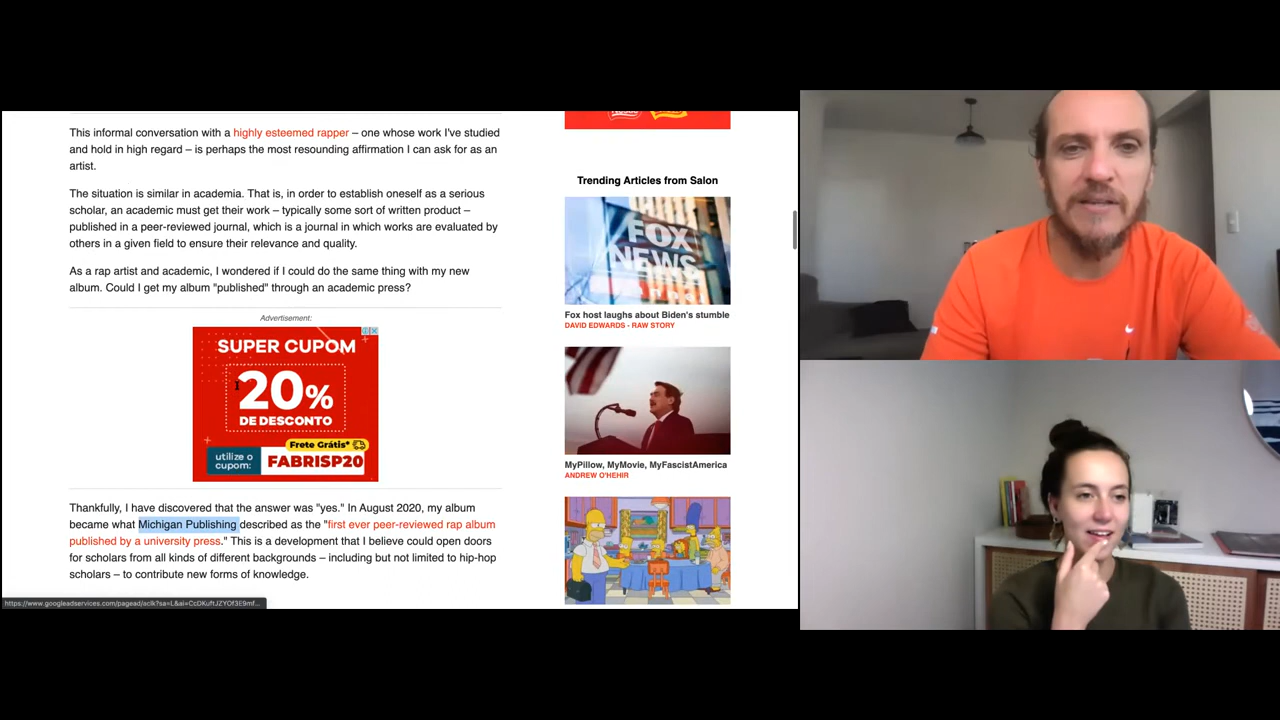 This informal conversation with a highly esteemed rapper – one whose work I've studied
and hold in high regard – is perhaps the most resounding affirmation I can ask for as an
artist.
The situation is similar in academia. That is, in order to establish oneself as a serious
scholar, an academic must get their work – typically some sort of written product –
published in a peer-reviewed journal, which is a journal in which works are evaluated by
others in a given field to ensure their relevance and quality.
As a rap artist and academic, I wondered if I could do the same thing with my new
album. Could I get my album "published" through an academic press?
Advertisement:
SUPER CUPOM
20%
DE DESCONTO
Frete Grátis*
utilize o
cupom:
FABRISP20
Thankfully, I have discovered that the answer was "yes." In August 2020, my album
became what Michigan Publishing described as the "first ever peer-reviewed rap album
published by a university press." This is a development that I believe could open doors
for scholars from all kinds of different backgrounds – including but not limited to hip-hop
scholars – to contribute new forms of knowledge.
Trending Articles from Salon
FOX
NEWS
Fox host laughs about Biden's stumble
DAVID EDWARDS - RAW STORY
MyPillow, MyMovie, MyFascistAmerica
ANDREW O'HEHIR